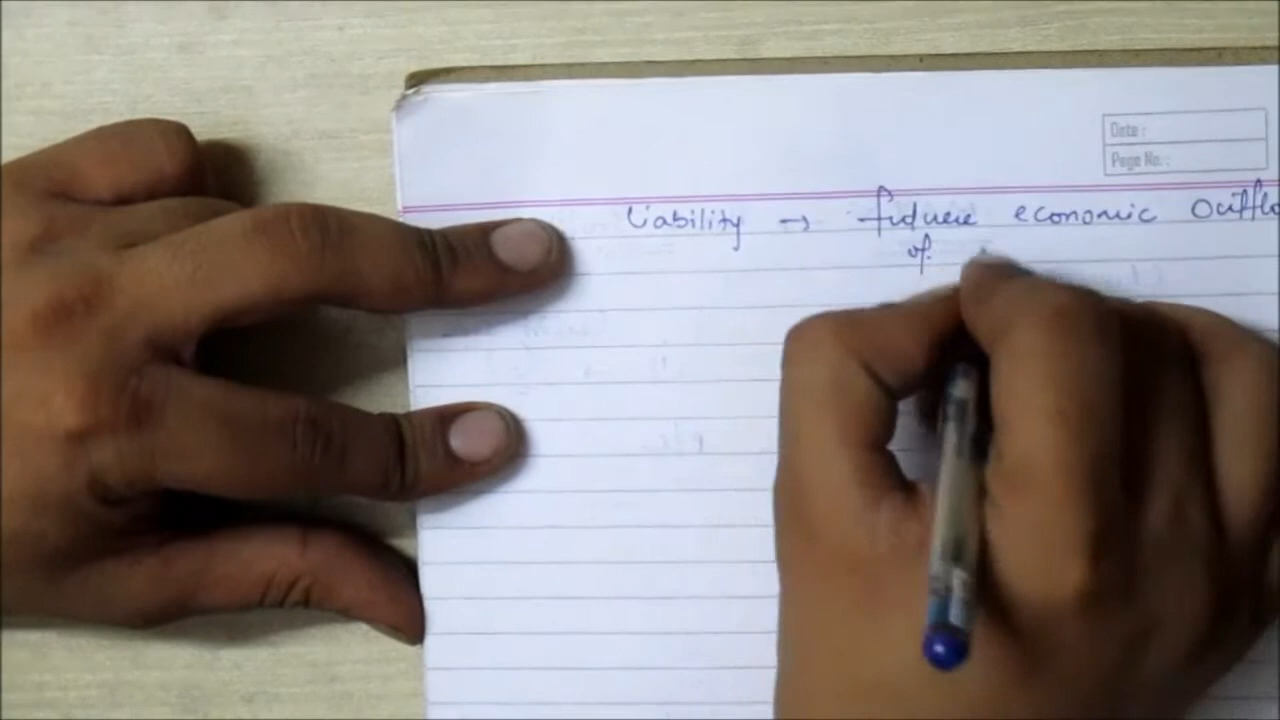 Date :
Page No. :
Liability → future economic Outflo
of